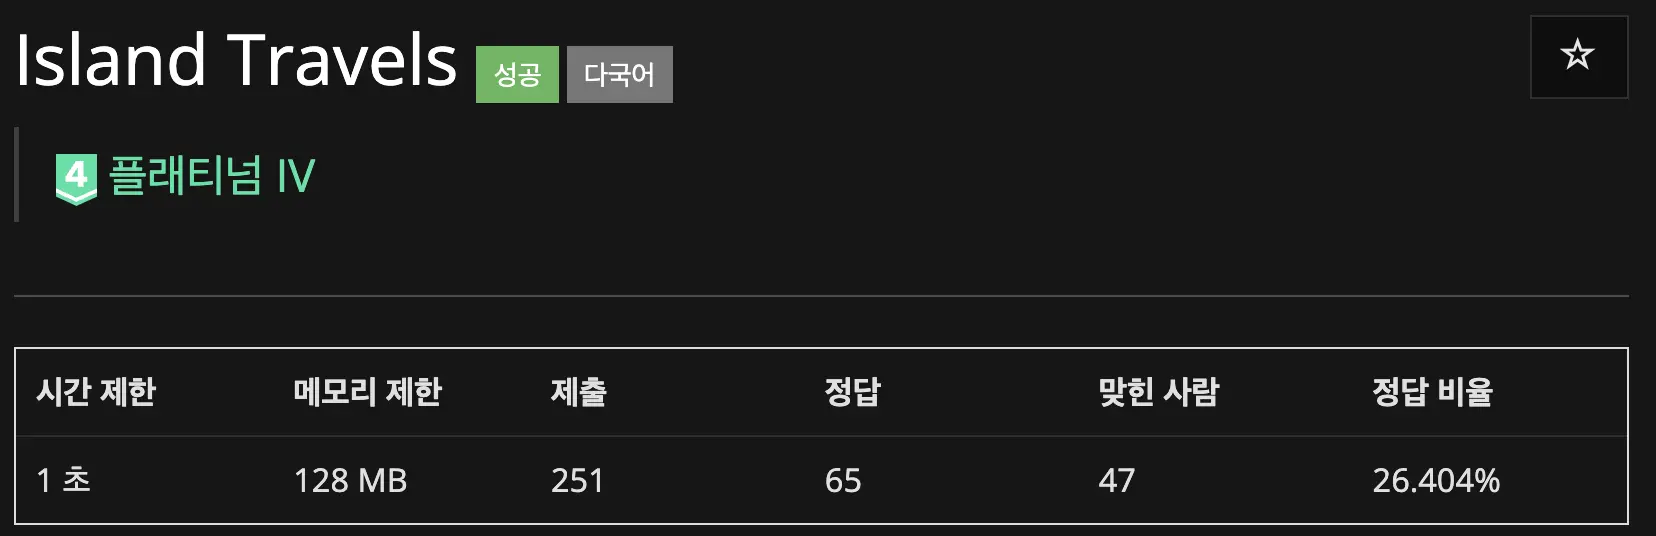 Island Travels 성공 다국어
4 플래티넘 IV
시간 제한 메모리 제한 제출 정답 맞힌 사람 정답 비율
1 초 128 MB 251 65 47 26.404%